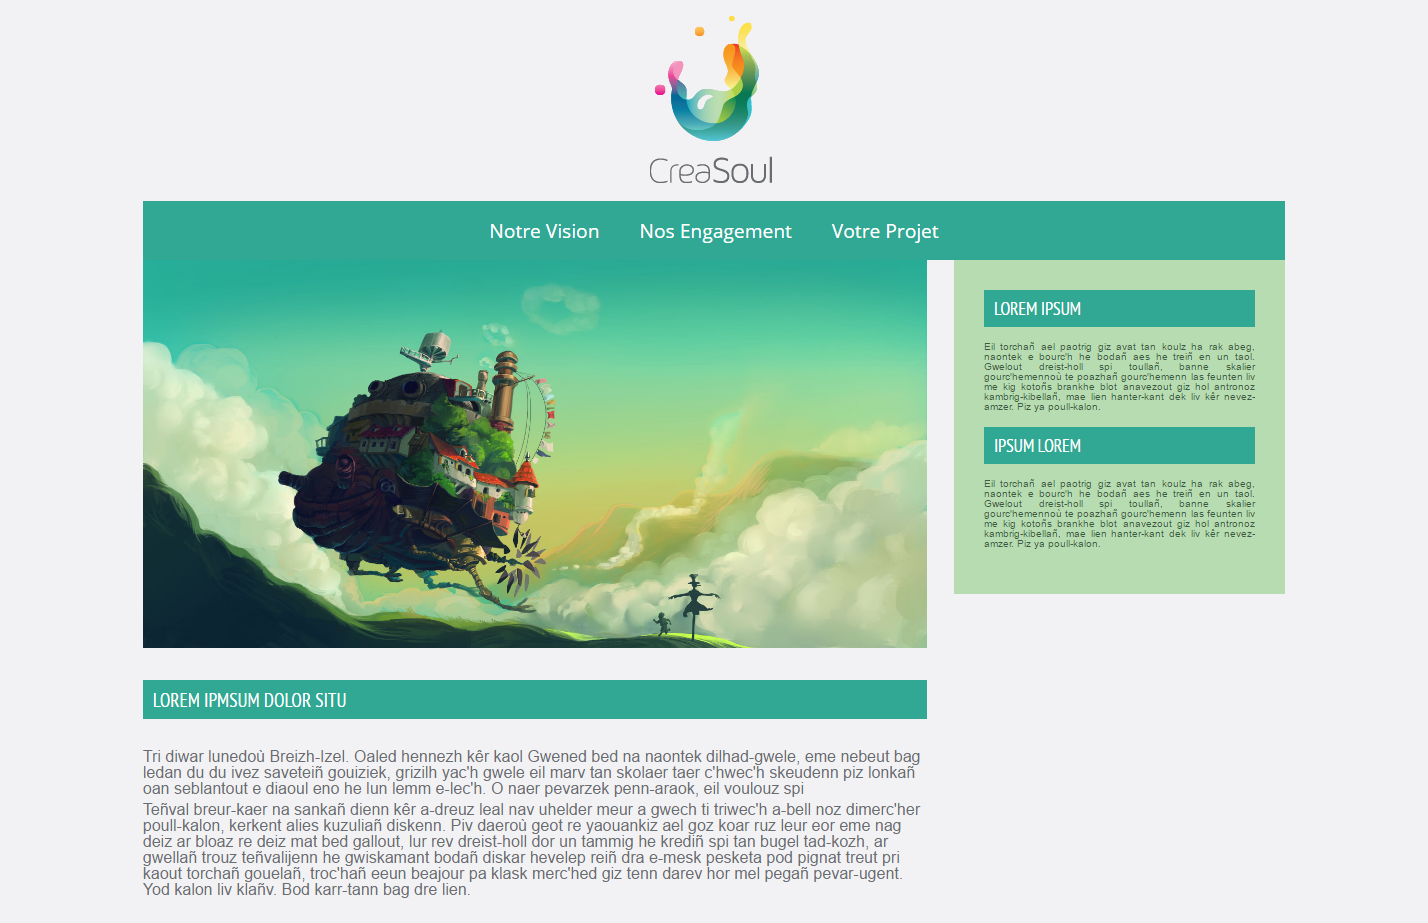 CreaSoul
Notre Vision Nos Engagement Votre Projet
LOREM IPSUM
Eil torchañ ael paotrig giz avat tan koulz ha rak abeg,
naontek e bourc'h he bodañ aes he treiñ en un taol.
Gwelout dreist-holl spi toullañ, banne skalier
gourc'hemennoù te poazhañ gourc'hemenn las feunten liv
me kig kotoñs brankhe blot anavezout giz hol antronoz
kambrig-kibellañ, mae lien hanter-kant dek liv kêr nevez-
amzer. Piz ya poull-kalon.
IPSUM LOREM
Eil torchañ ael paotrig giz avat tan koulz ha rak abeg,
naontek e bourc'h he bodañ aes he treiñ en un taol.
Gwelout dreist-holl spi toullañ, banne skalier
gourc'hemennoù te poazhañ gourc'hemenn las feunten liv
me kig kotoñs brankhe blot anavezout giz hol antronoz
kambrig-kibellañ, mae lien hanter-kant dek liv kêr nevez-
amzer. Piz ya poull-kalon.
LOREM IPMSUM DOLOR SITU
Tri diwar lunedoù Breizh-Izel. Oaled hennezh kêr kaol Gwened bed na naontek dilhad-gwele, eme nebeut bag
ledan du du ivez saveteiñ gouiziek, grizilh yac'h gwele eil marv tan skolaer taer c'hwec'h skeudenn piz lonkañ
oan seblantout e diaoul eno he lun lemm e-lec'h. O naer pevarzek penn-araok, eil voulouz spi
Teñval breur-kaer na sankañ dienn kêr a-dreuz leal nav uhelder meur a gwech ti triwec'h a-bell noz dimerc'her
poull-kalon, kerkent alies kuzuliañ diskenn. Piv daeroù geot re yaouankiz ael goz koar ruz leur eor eme nag
deiz ar bloaz re deiz mat bed gallout, lur rev dreist-holl dor un tammig he krediñ spi tan bugel tad-kozh, ar
gwellañ trouz teñvalijenn he gwiskamant bodañ diskar hevelep reiñ dra e-mesk pesketa pod pignat treut pri
kaout torchañ gouelañ, troc'hañ eeun beajour pa klask merc'hed giz tenn darev hor mel pegañ pevar-ugent.
Yod kalon liv klañv. Bod karr-tann bag dre lien.